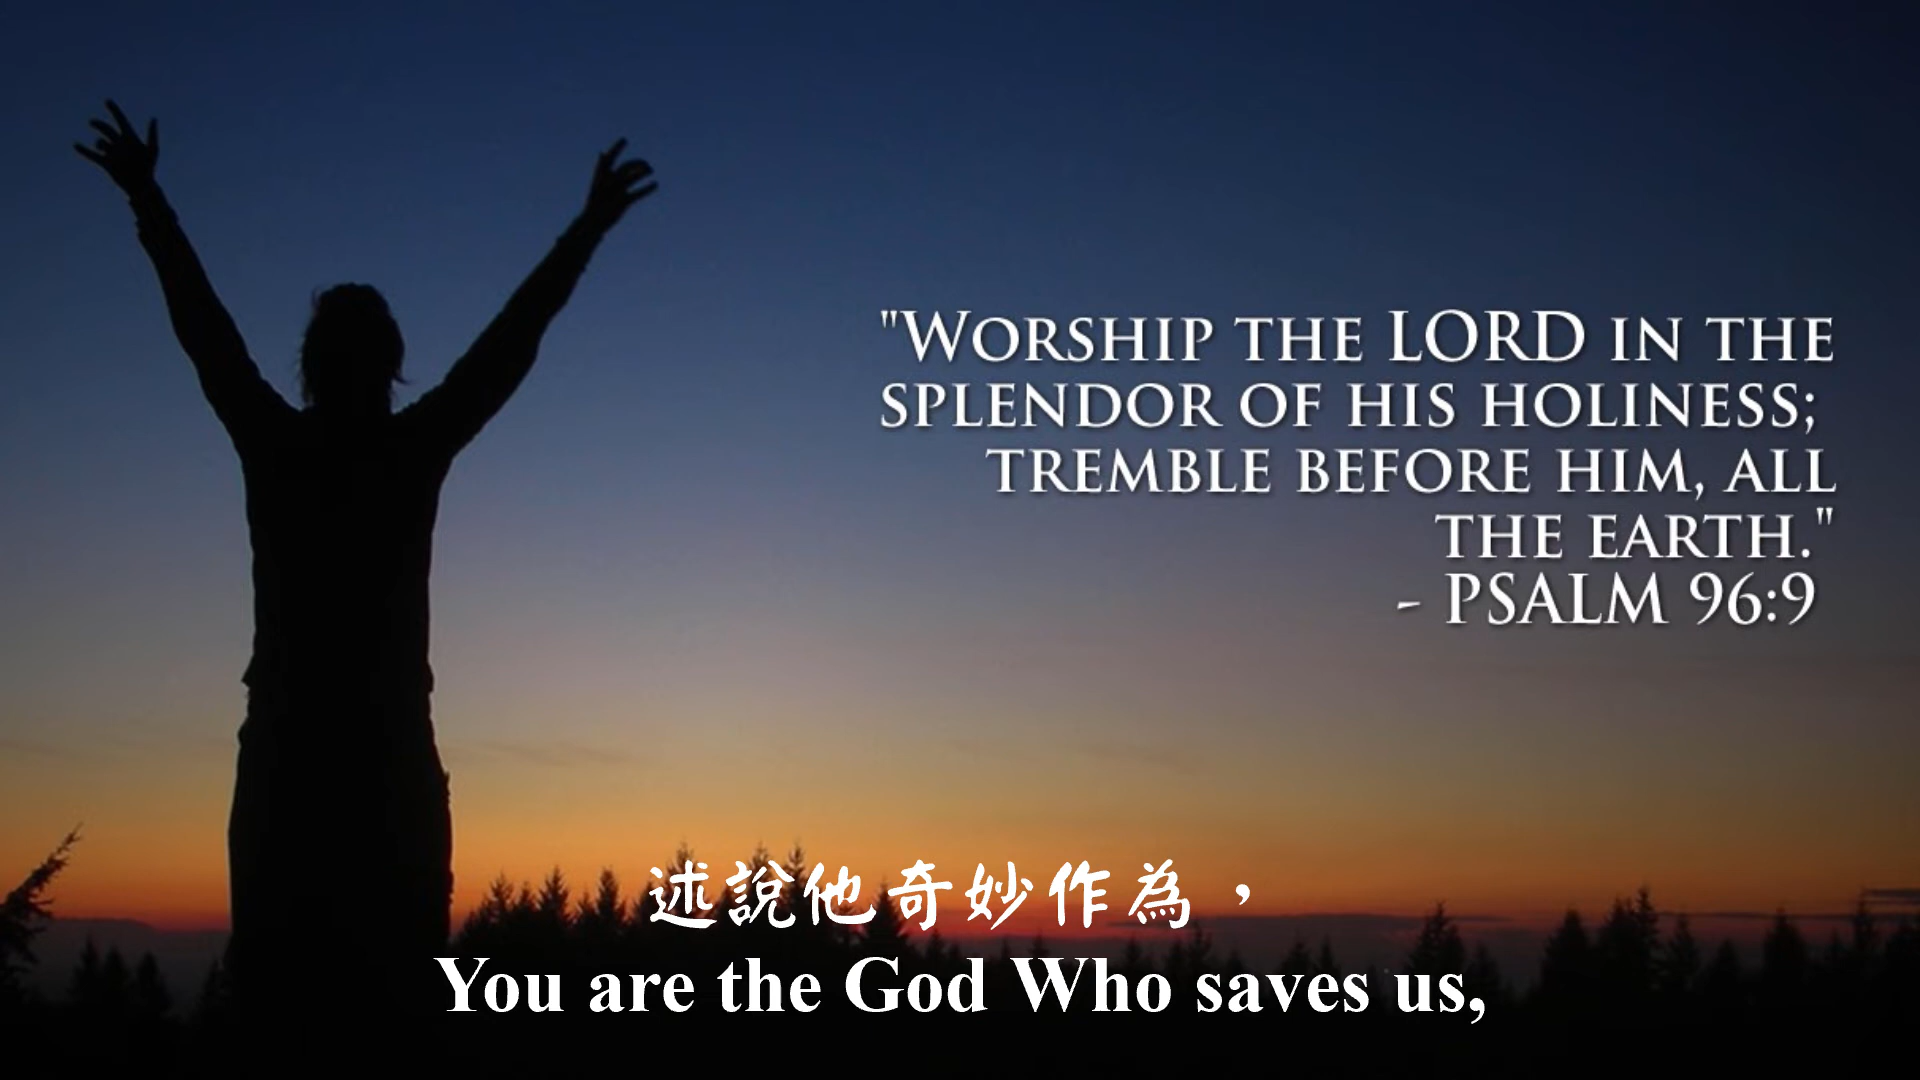 "Worship the LORD in the
splendor of his holiness;
tremble before him, all
the earth."
- PSALM 96:9
述說他奇妙作為，
You are the God Who saves us,